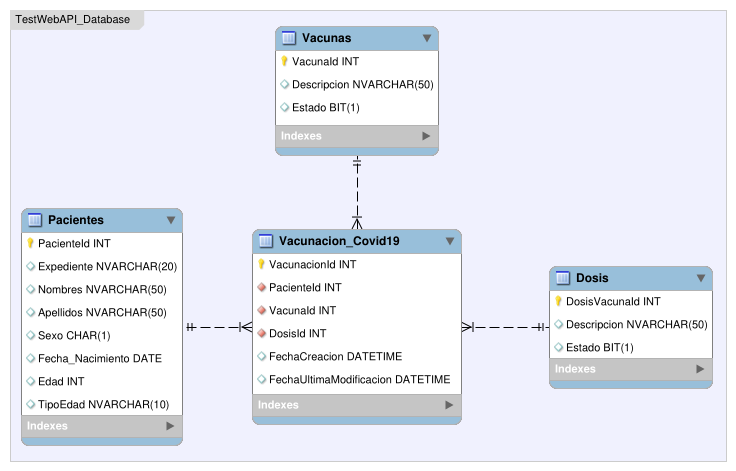 TestWebAPI_Database
Vacunas
VacunaId INT
Descripcion NVARCHAR(50)
Estado BIT(1)
Indexes
Pacientes
PacienteId INT
Expediente NVARCHAR(20)
Nombres NVARCHAR(50)
Apellidos NVARCHAR(50)
Sexo CHAR(1)
Fecha_Nacimiento DATE
Edad INT
TipoEdad NVARCHAR(10)
Indexes
Vacunacion_Covid19
VacunacionId INT
PacienteId INT
VacunaId INT
DosisId INT
FechaCreacion DATETIME
FechaUltimaModificacion DATETIME
Indexes
Dosis
DosisVacunaId INT
Descripcion NVARCHAR(50)
Estado BIT(1)
Indexes